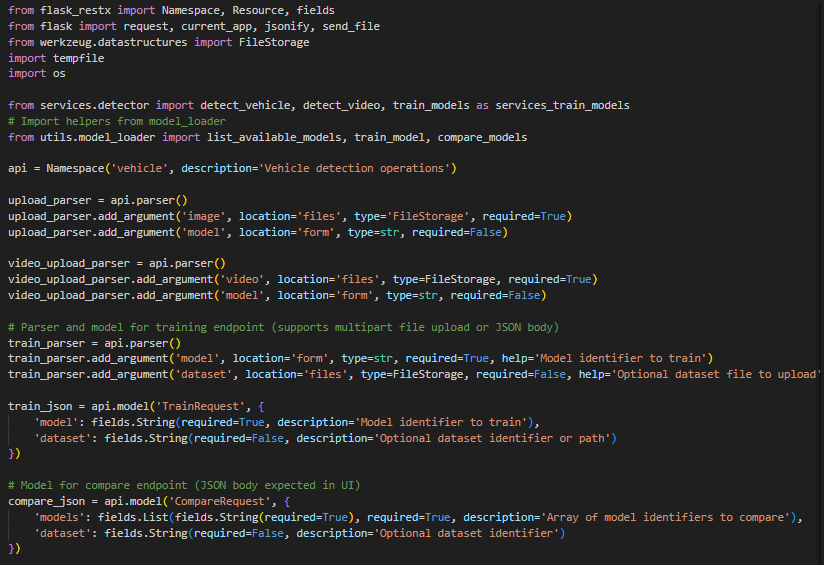 from flask_restx import Namespace, Resource, fields
from flask import request, current_app, jsonify, send_file
from werkzeug.datastructures import FileStorage
import tempfile
import os

from services.detector import detect_vehicle, detect_video, train_models as services_train_models
# Import helpers from model_loader
from utils.model_loader import list_available_models, train_model, compare_models

api = Namespace('vehicle', description='Vehicle detection operations')

upload_parser = api.parser()
upload_parser.add_argument('image', location='files', type='FileStorage', required=True)
upload_parser.add_argument('model', location='form', type=str, required=False)

video_upload_parser = api.parser()
video_upload_parser.add_argument('video', location='files', type=FileStorage, required=True)
video_upload_parser.add_argument('model', location='form', type=str, required=False)

# Parser and model for training endpoint (supports multipart file upload or JSON body)
train_parser = api.parser()
train_parser.add_argument('model', location='form', type=str, required=True, help='Model identifier to train')
train_parser.add_argument('dataset', location='files', type=FileStorage, required=False, help='Optional dataset file to upload'

train_json = api.model('TrainRequest', {
    'model': fields.String(required=True, description='Model identifier to train'),
    'dataset': fields.String(required=False, description='Optional dataset identifier or path')
})

# Model for compare endpoint (JSON body expected in UI)
compare_json = api.model('CompareRequest', {
    'models': fields.List(fields.String(required=True), required=True, description='Array of model identifiers to compare'),
    'dataset': fields.String(required=False, description='Optional dataset identifier')
})